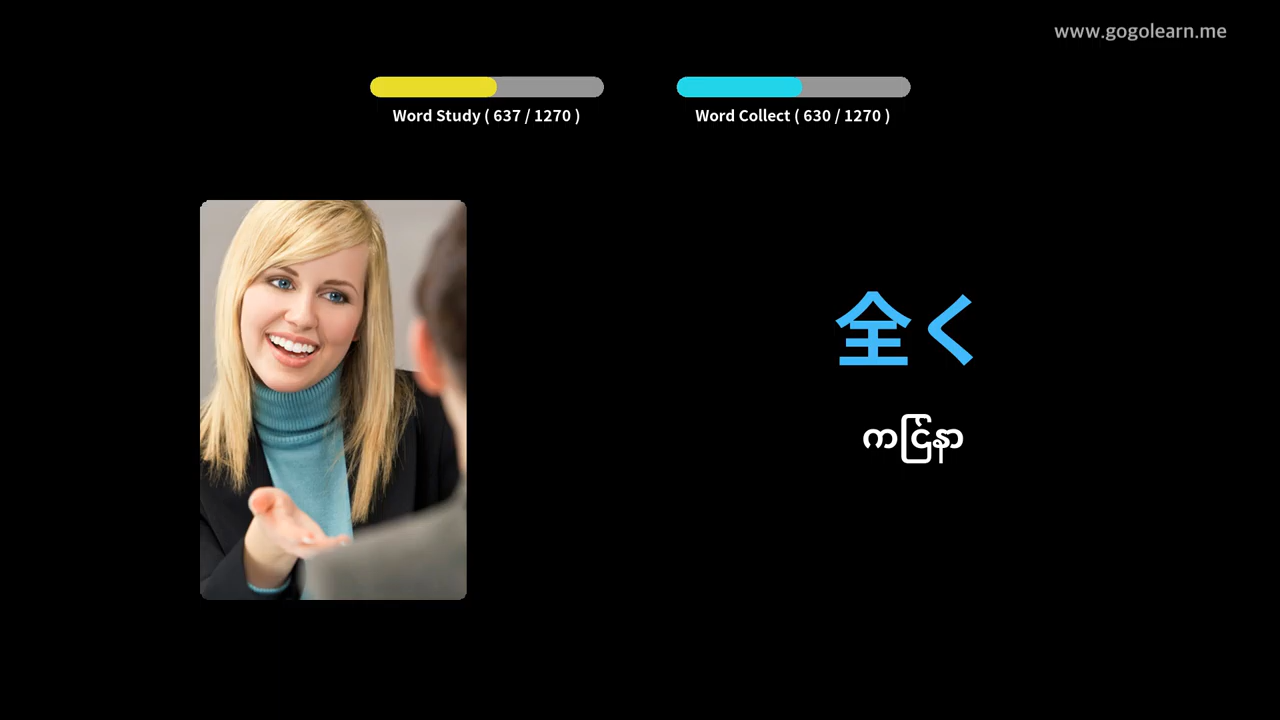 www.gogolearn.me
Word Study ( 637 / 1270 )
Word Collect ( 630 / 1270 )
全く
ကငြ်နာ